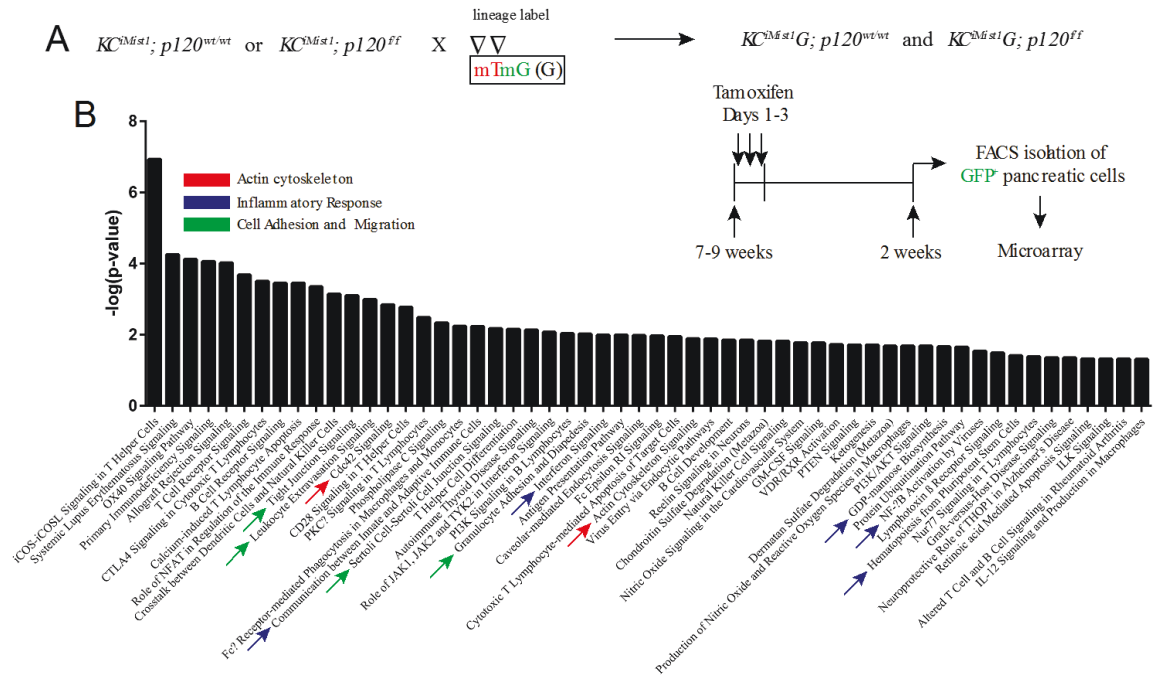 A
KC^iMist1; p120^wt/wt or KC^iMist1; p120^f/f X
lineage label
mTmG (G)
KC^iMist1G; p120^wt/wt and KC^iMist1G; p120^f/f
B
Tamoxifen
Days 1-3
7-9 weeks
2 weeks
FACS isolation of
GFP⁺ pancreatic cells
Microarray
-log(p-value)
8
6
4
2
0
Actin cytoskeleton
Inflammatory Response
Cell Adhesion and Migration
iCOS-iCOSL Signaling in T Helper Cells
Systemic Lupus Erythematosus Signaling
OX40 Signaling Pathway
Primary Immunodeficiency Signaling
Allograft Rejection Signaling
T Cell Receptor Signaling
CTLA4 Signaling in Cytotoxic T Lymphocytes
B Cell Receptor Signaling
Calcium-induced T Lymphocyte Apoptosis
Role of NFAT in Regulation of the Immune Response
Crosstalk between Dendritic Cells and Natural Killer Cells
Tight Junction Signaling
Leukocyte Extravasation Signaling
Cdc42 Signaling
CD28 Signaling in T Helper Cells
PKC? Signaling in T Lymphocytes
Phospholipase C Signaling
Fc? Receptor-mediated Phagocytosis in Macrophages and Monocytes
Communication between Innate and Adaptive Immune Cells
Sertoli Cell-Sertoli Cell Junction Signaling
Autoimmune Thyroid Disease Signaling
T Helper Cell Differentiation
Role of JAK1, JAK2 and TYK2 in Interferon Signaling
PI3K Signaling in B Lymphocytes
Granulocyte Adhesion and Diapedesis
Interferon Signaling
Antigen Presentation Pathway
Caveolar-mediated Endocytosis Signaling
Fc Epsilon RI Signaling
Cytotoxic T Lymphocyte-mediated Apoptosis of Target Cells
Actin Cytoskeleton Signaling
Virus Entry via Endocytic Pathways
B Cell Development
Reelin Signaling in Neurons
Chondroitin Sulfate Degradation (Metazoa)
Natural Killer Cell Signaling
Nitric Oxide Signaling in the Cardiovascular System
GM-CSF Signaling
VDR/RXR Activation
PTEN Signaling
Ketogenesis
Dermatan Sulfate Degradation (Metazoa)
Production of Nitric Oxide and Reactive Oxygen Species in Macrophages
PI3K/AKT Signaling
GDP-mannose Biosynthesis
Protein Ubiquitination Pathway
NF-?B Activation by Viruses
Lymphotoxin ß Receptor Signaling
Hematopoiesis from Pluripotent Stem Cells
Nur77 Signaling in T Lymphocytes
Graft-versus-Host Disease Signaling
Neuroprotective Role of THOP1 in Alzheimer's Disease
Retinoic acid Mediated Apoptosis Signaling
ILK Signaling
Altered T Cell and B Cell Signaling in Rheumatoid Arthritis
IL-12 Signaling and Production in Macrophages